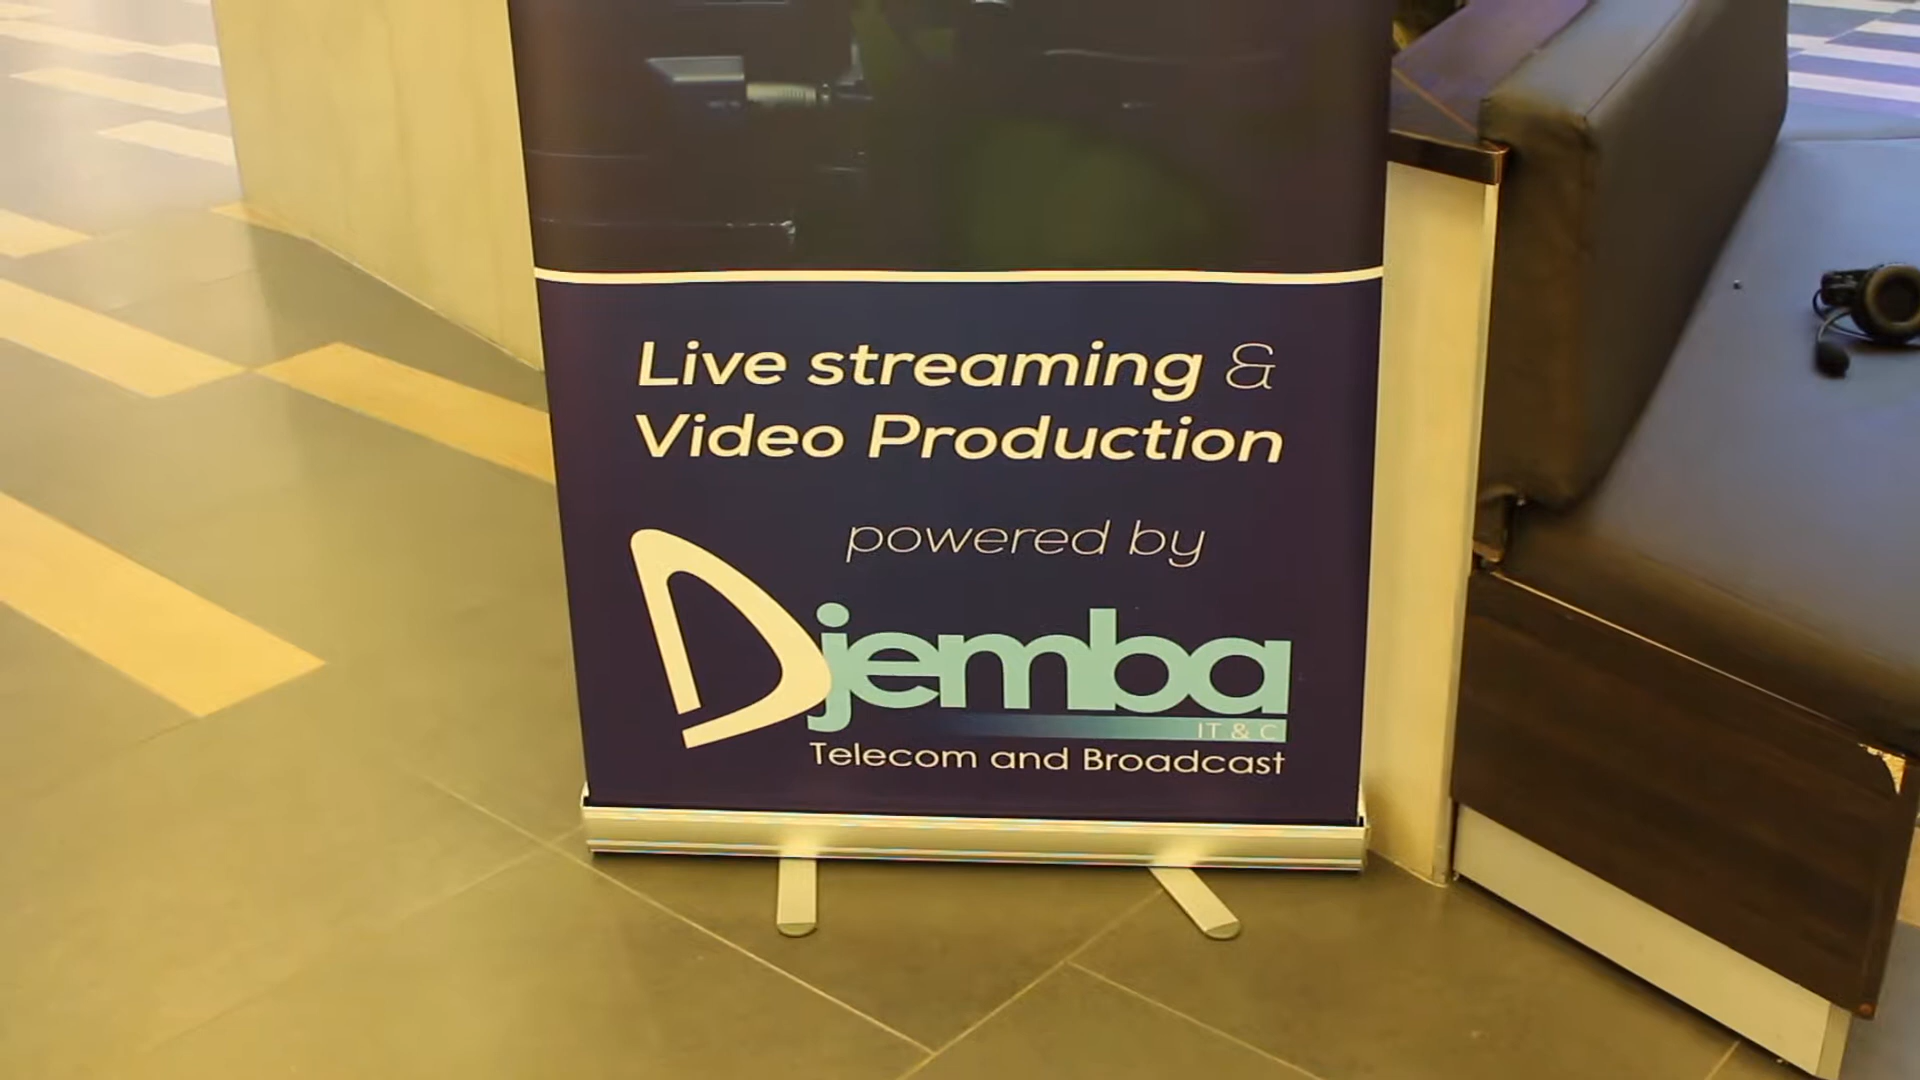 Live streaming &
Video Production
powered by
Djemba
IT & C
Telecom and Broadcast